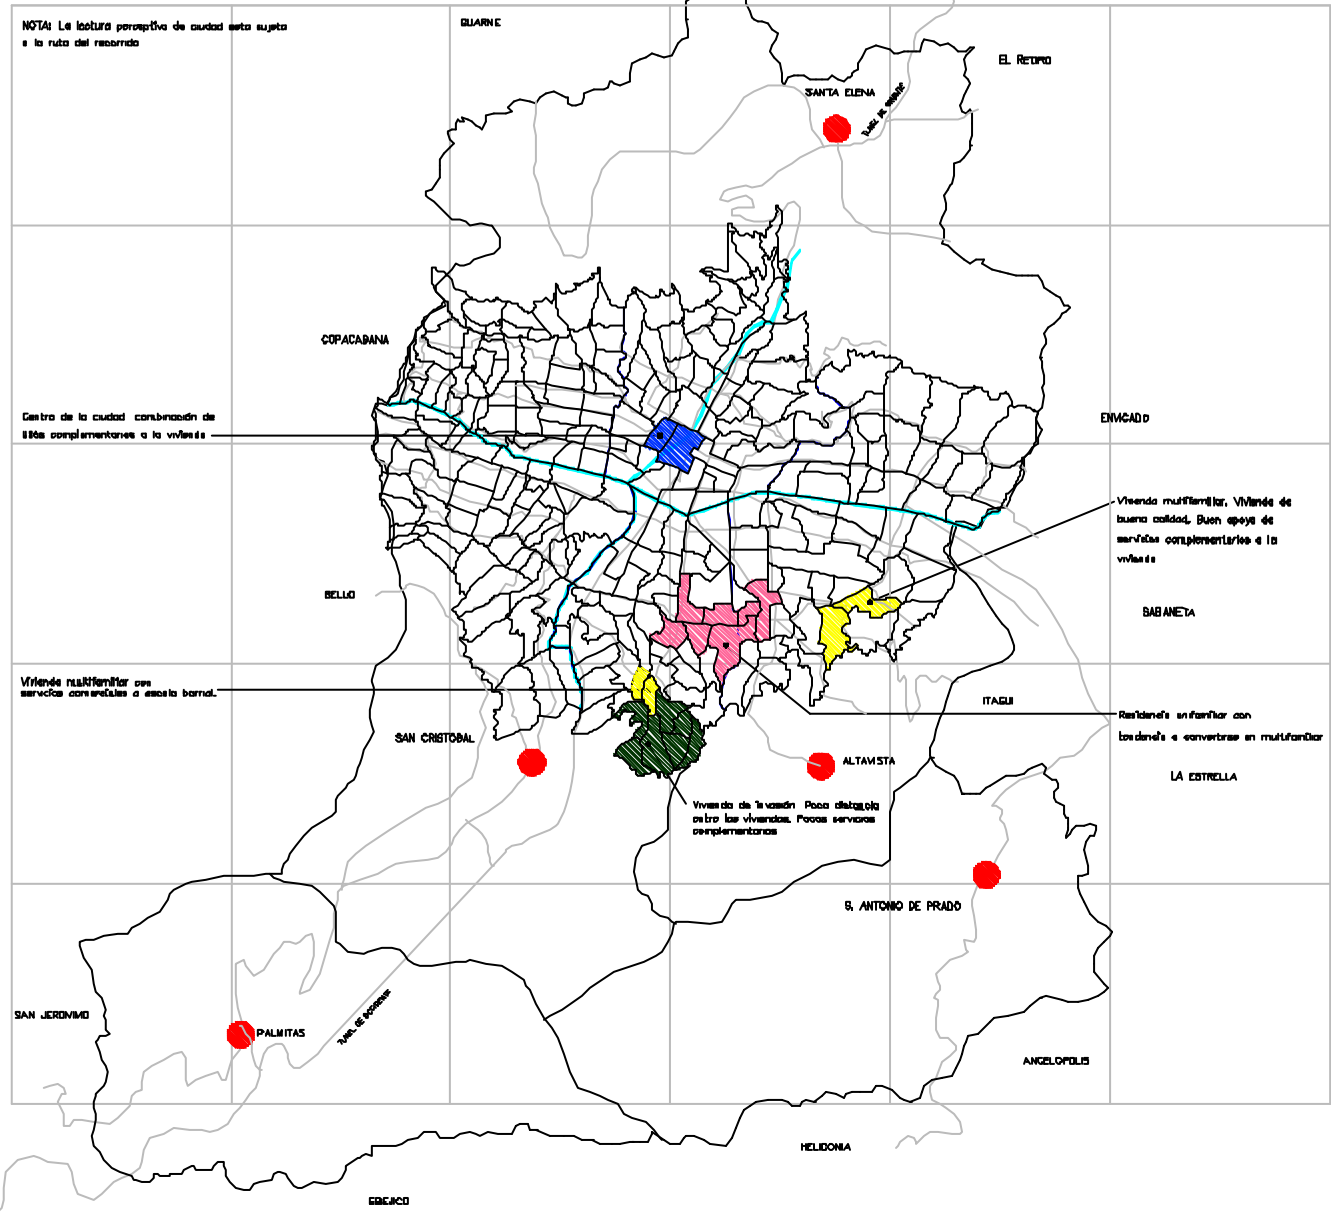 NOTA: La lectura perceptiva de ciudad esta sujeta
a la ruta del recorrido
GUARNE
EL RETIRO
SANTA ELENA
COPACABANA
Centro de la ciudad combinación de
complementarios a la vivienda
ENVIGADO
Vivienda multifamiliar. Vivienda de
buena calidad. Buen apoyo de
servicios complementarios a la
vivienda
BELLO
SABANETA
Vivienda multifamiliar con
servicios comerciales a escala barrial.
ITAGUI
Residencia unifamiliar con
tendencia a convertirse en multifamiliar
SAN CRISTOBAL
ALTAVISTA
LA ESTRELLA
Vivienda de invasión Poca distancia
entre las viviendas. Pocos servicios
complementarios
S. ANTONIO DE PRADO
SAN JERONIMO
PALMITAS
TUNEL DE OCCIDENTE
ANGELOPOLIS
HELICONIA
EBEJICO